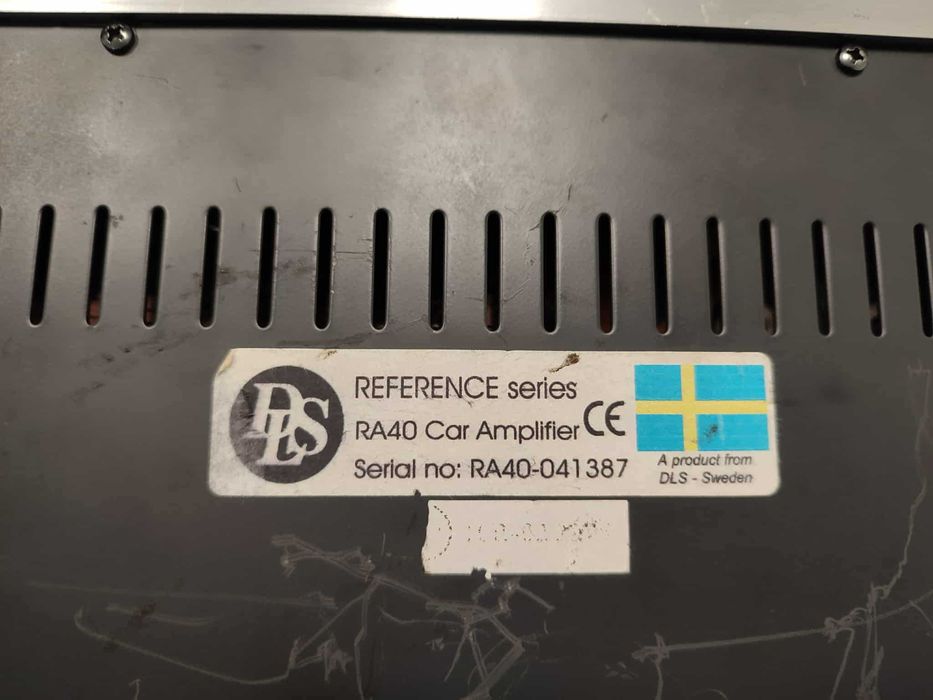 DLS
REFERENCE series
RA40 Car Amplifier CE
Serial no: RA40-041387
A product from
DLS - Sweden